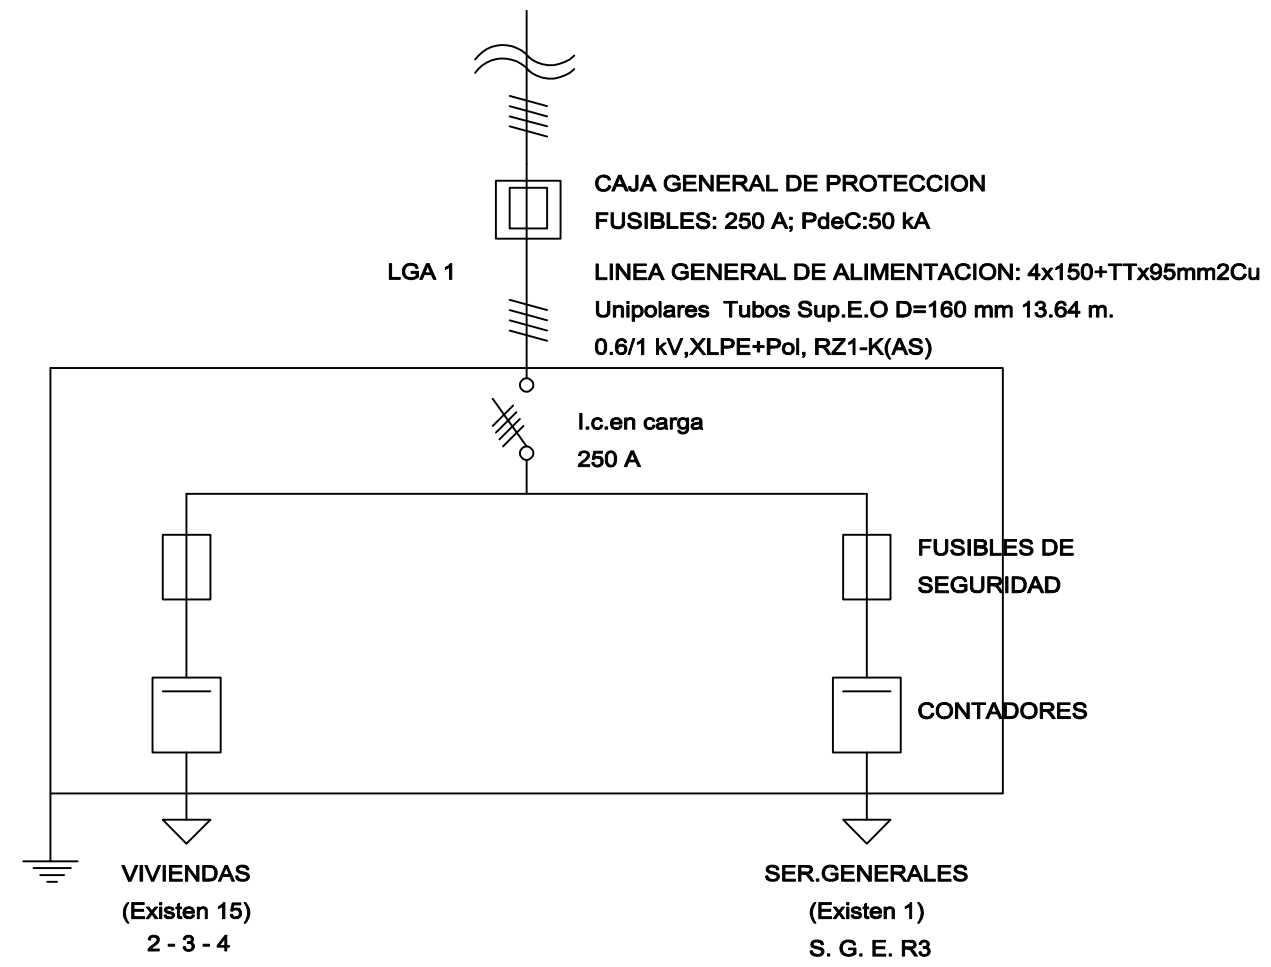 CAJA GENERAL DE PROTECCION
FUSIBLES: 250 A; PdeC:50 kA
LGA 1
LINEA GENERAL DE ALIMENTACION: 4x150+TTx95mm2Cu
Unipolares Tubos Sup.E.O D=160 mm 13.64 m.
0.6/1 kV,XLPE+Pol, RZ1-K(AS)
I.c.en carga
250 A
FUSIBLES DE
SEGURIDAD
CONTADORES
VIVIENDAS
(Existen 15)
2 - 3 - 4
SER.GENERALES
(Existen 1)
S. G. E. R3